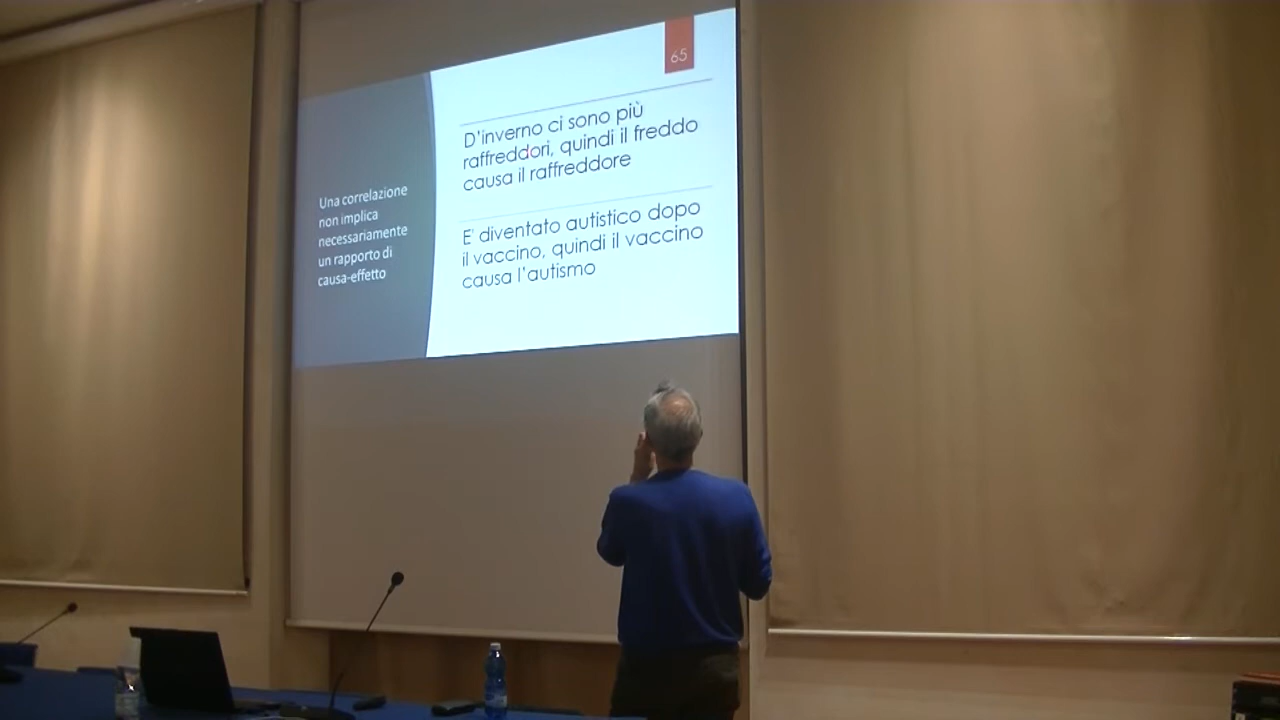 65
Una correlazione
non implica
necessariamente
un rapporto di
causa-effetto
D'inverno ci sono più
raffreddori, quindi il freddo
causa il raffreddore
E' diventato autistico dopo
il vaccino, quindi il vaccino
causa l'autismo